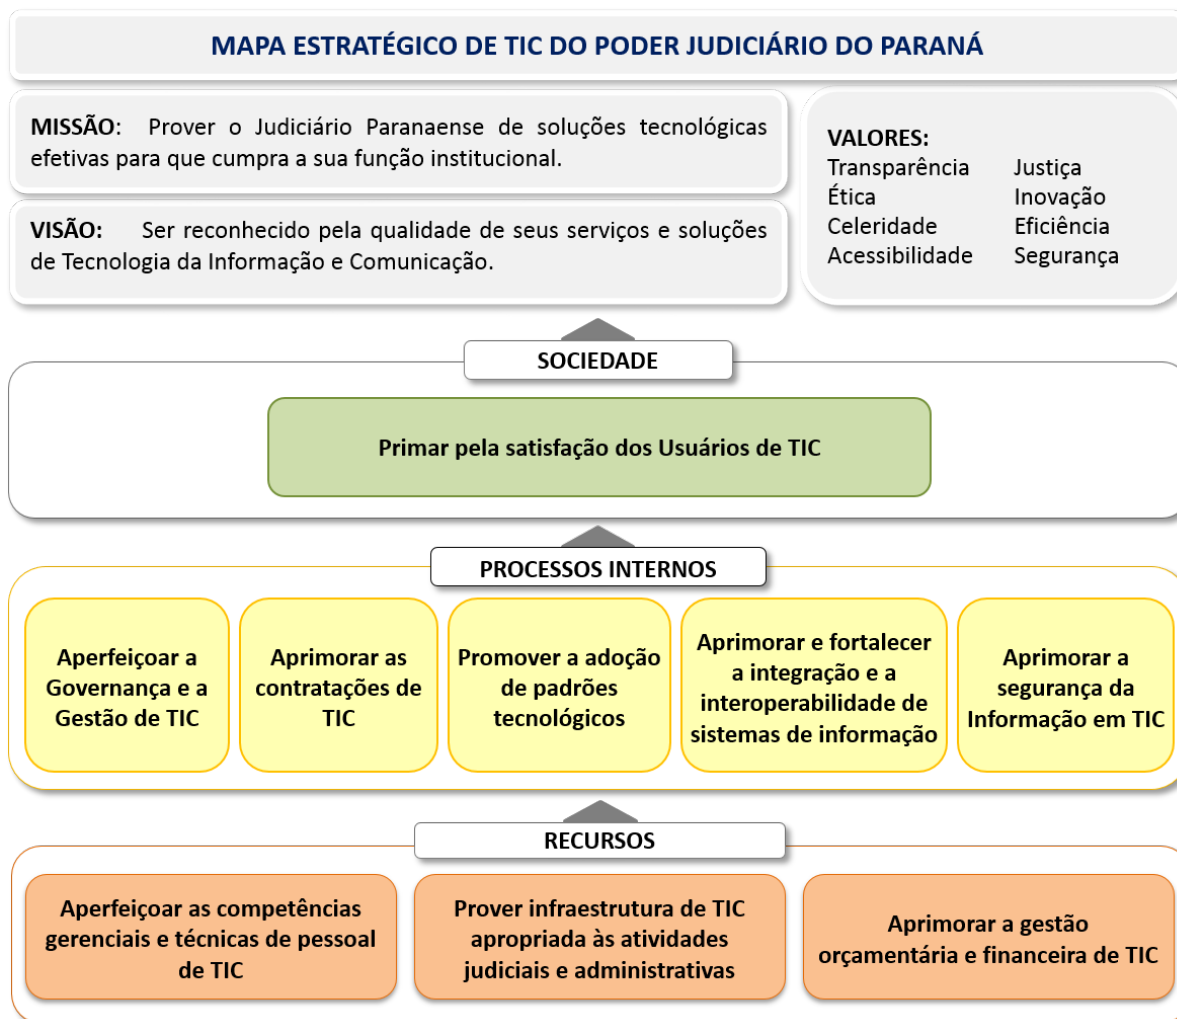 MAPA ESTRATÉGICO DE TIC DO PODER JUDICIÁRIO DO PARANÁ
MISSÃO: Prover o Judiciário Paranaense de soluções tecnológicas
efetivas para que cumpra a sua função institucional.
VISÃO: Ser reconhecido pela qualidade de seus serviços e soluções
de Tecnologia da Informação e Comunicação.
VALORES:
Transparência Justiça
Ética Inovação
Celeridade Eficiência
Acessibilidade Segurança
SOCIEDADE
Primar pela satisfação dos Usuários de TIC
PROCESSOS INTERNOS
Aperfeiçoar a
Governança e a
Gestão de TIC
Aprimorar as
contratações de
TIC
Promover a adoção
de padrões
tecnológicos
Aprimorar e fortalecer
a integração e a
interoperabilidade de
sistemas de informação
Aprimorar a
segurança da
Informação em TIC
RECURSOS
Aperfeiçoar as competências
gerenciais e técnicas de pessoal
de TIC
Prover infraestrutura de TIC
apropriada às atividades
judiciais e administrativas
Aprimorar a gestão
orçamentária e financeira de TIC